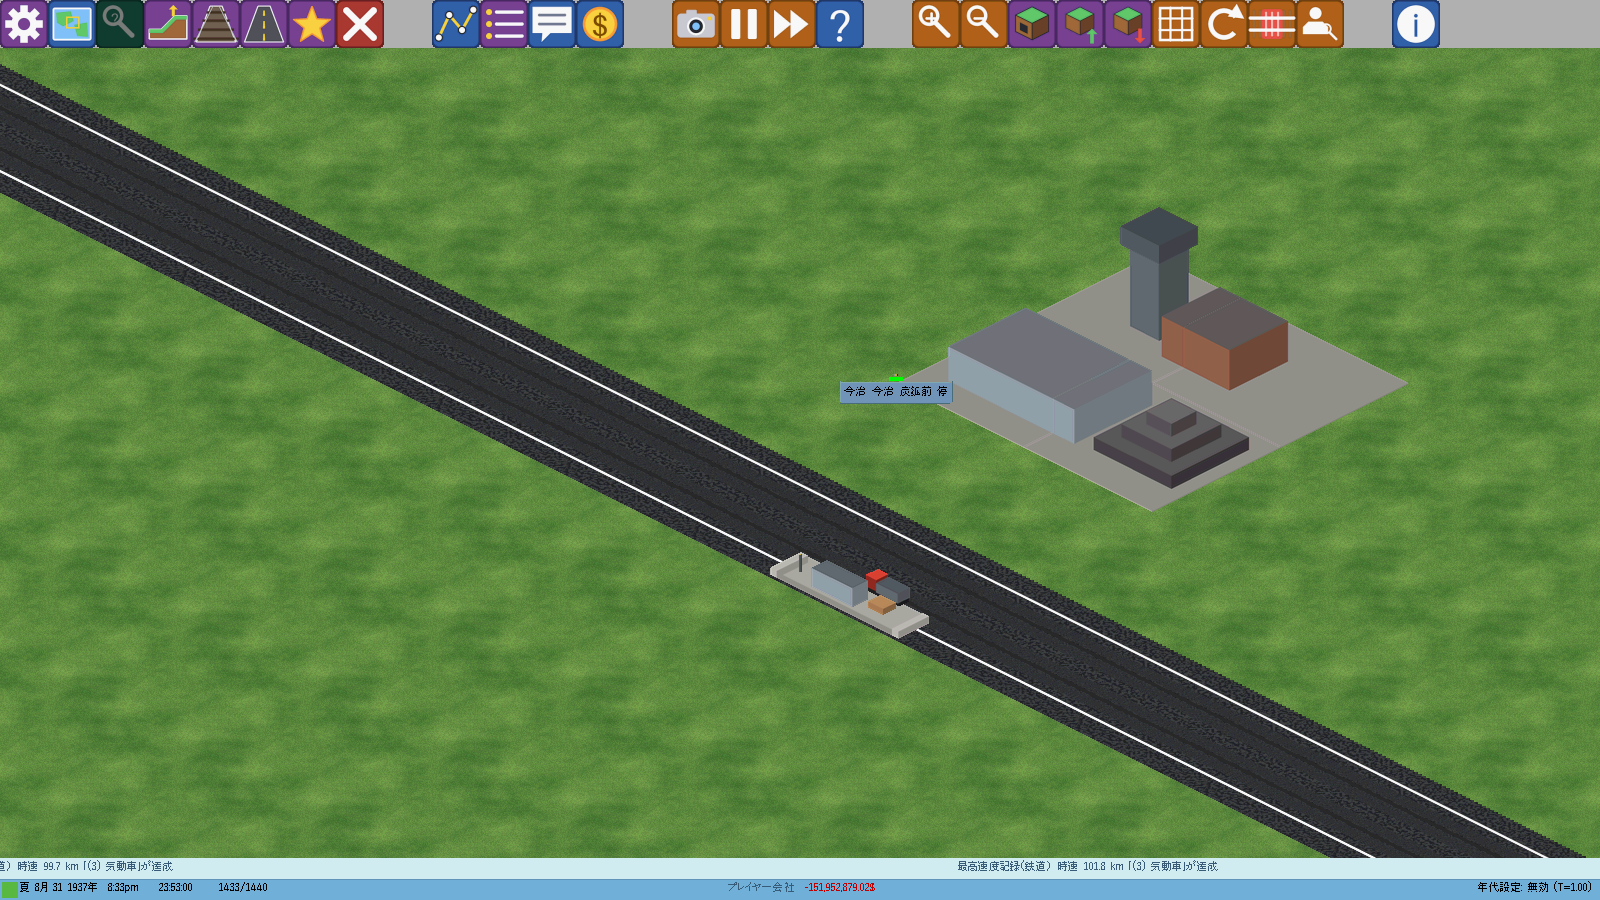 今治 今治 炭鉱前 停
道) 時速 99.7 km 「(3) 気動車」が達成
最高速度記録(鉄道) 時速 101.8 km 「(3) 気動車」が達成
夏 8月 31 1937年 8:33pm 23:53:00 1433/1440
プレイヤー会社 -151,952,879.02$
年代設定: 無効 (T=1.00)